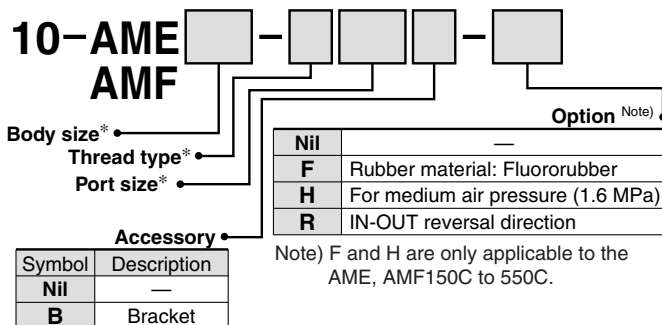 10-AME - -
AMF
Body size*
Thread type*
Port size*
Accessory
Symbol Description
Nil —
B Bracket
Option Note)
Nil —
F Rubber material: Fluororubber
H For medium air pressure (1.6 MPa)
R IN-OUT reversal direction
Note) F and H are only applicable to the
AME, AMF150C to 550C.